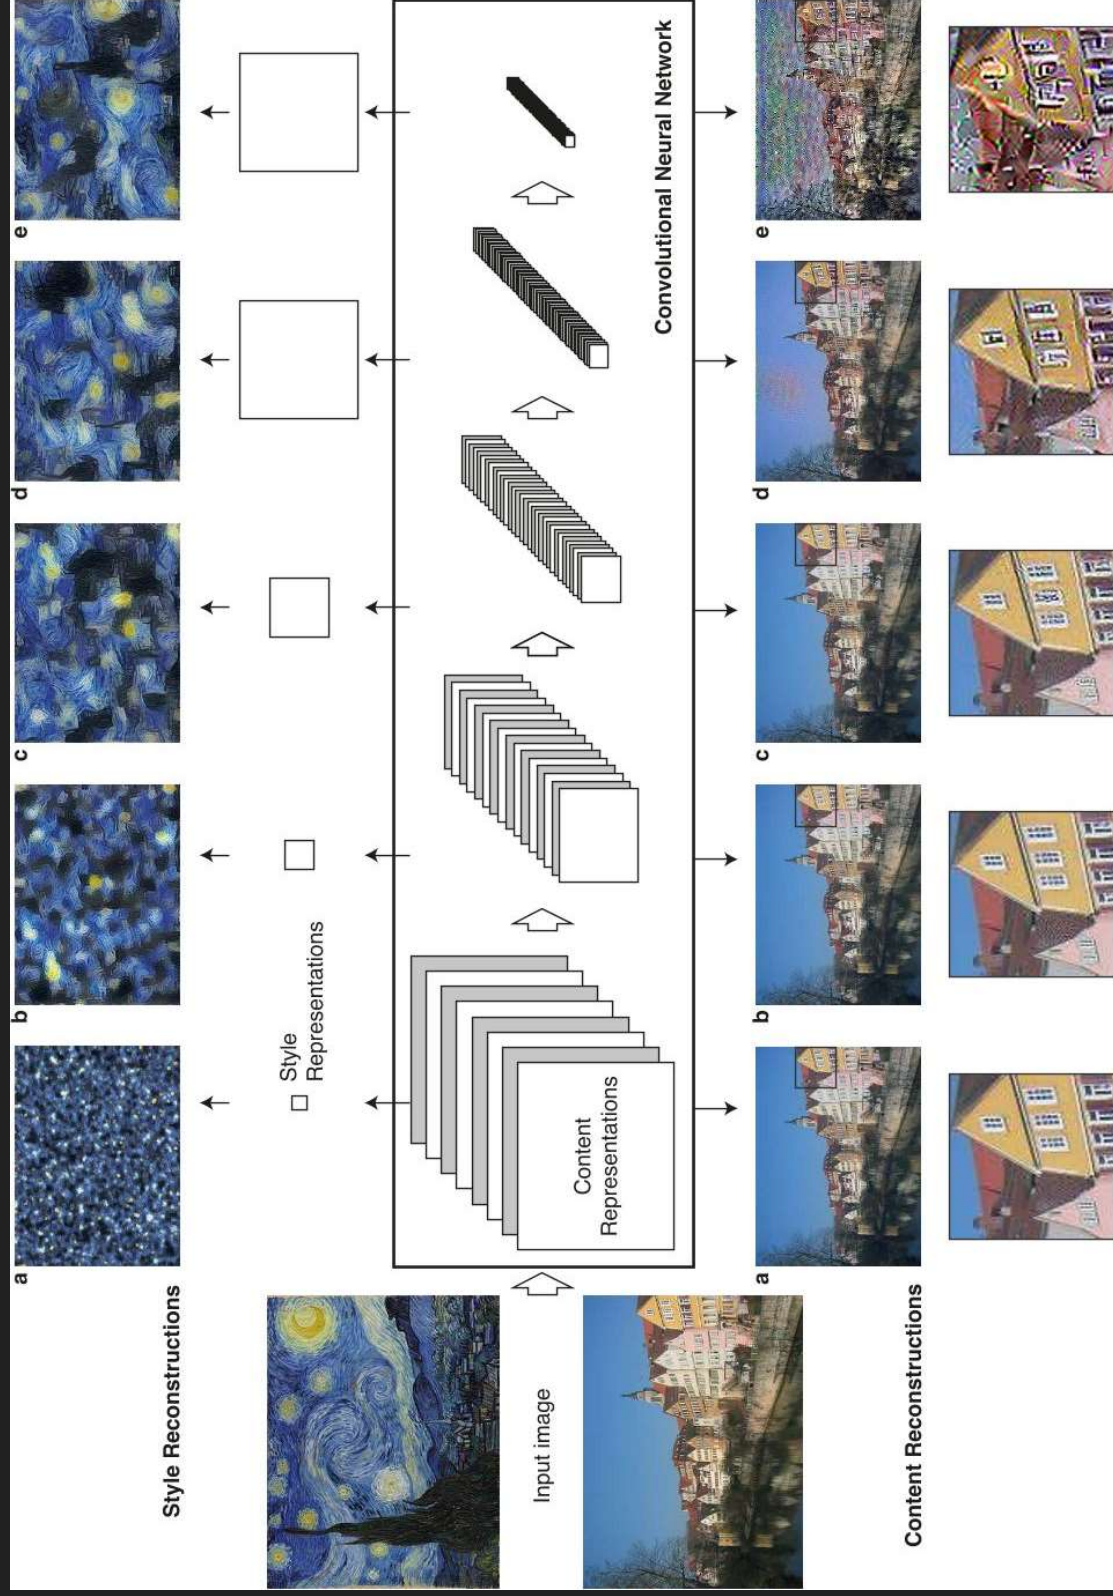 Style Reconstructions
a
b
c
d
e
Style
Representations
Input image
Content
Representations
Convolutional Neural Network
Content Reconstructions
a
b
c
d
e